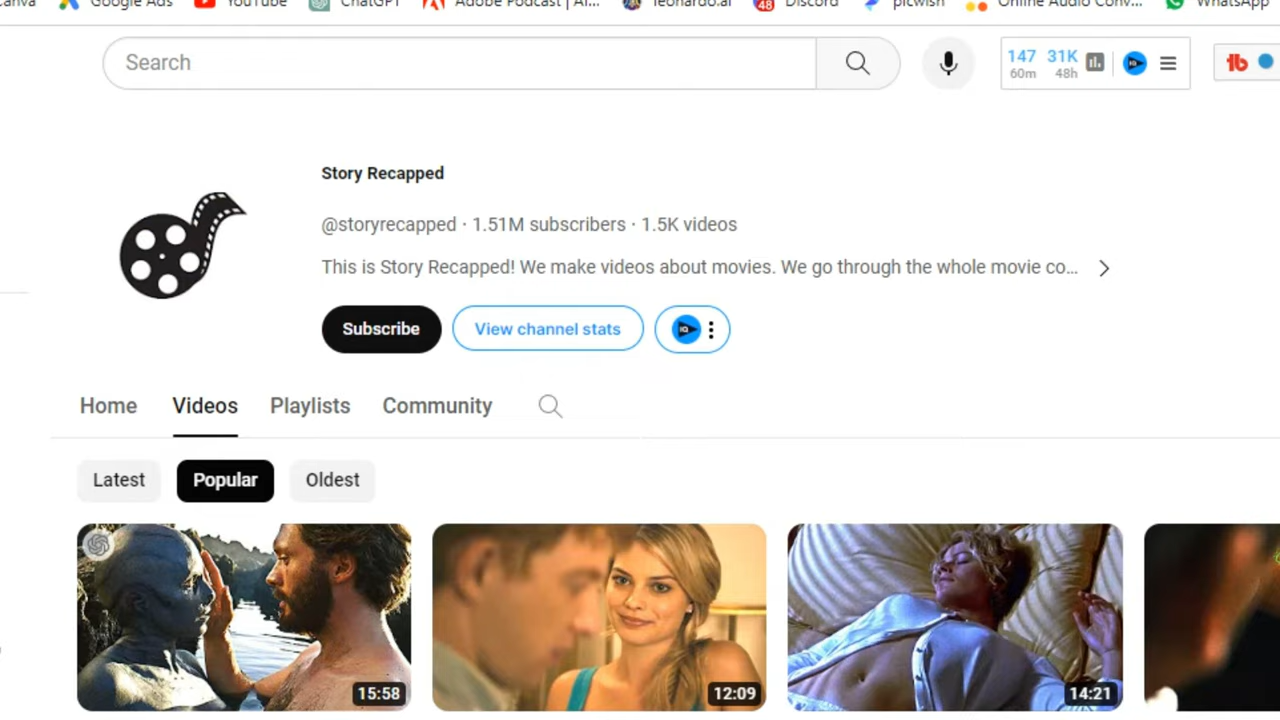 anva Google Ads YouTube ChatGPT Adobe Podcast | AI... leonardo.ai 48 Discord picwish Online Audio Conv... WhatsApp
Search
147 31K
60m 48h
Story Recapped
@storyrecapped · 1.51M subscribers · 1.5K videos
This is Story Recapped! We make videos about movies. We go through the whole movie co...
Subscribe View channel stats IQ
Home Videos Playlists Community
Latest Popular Oldest
15:58 12:09 14:21